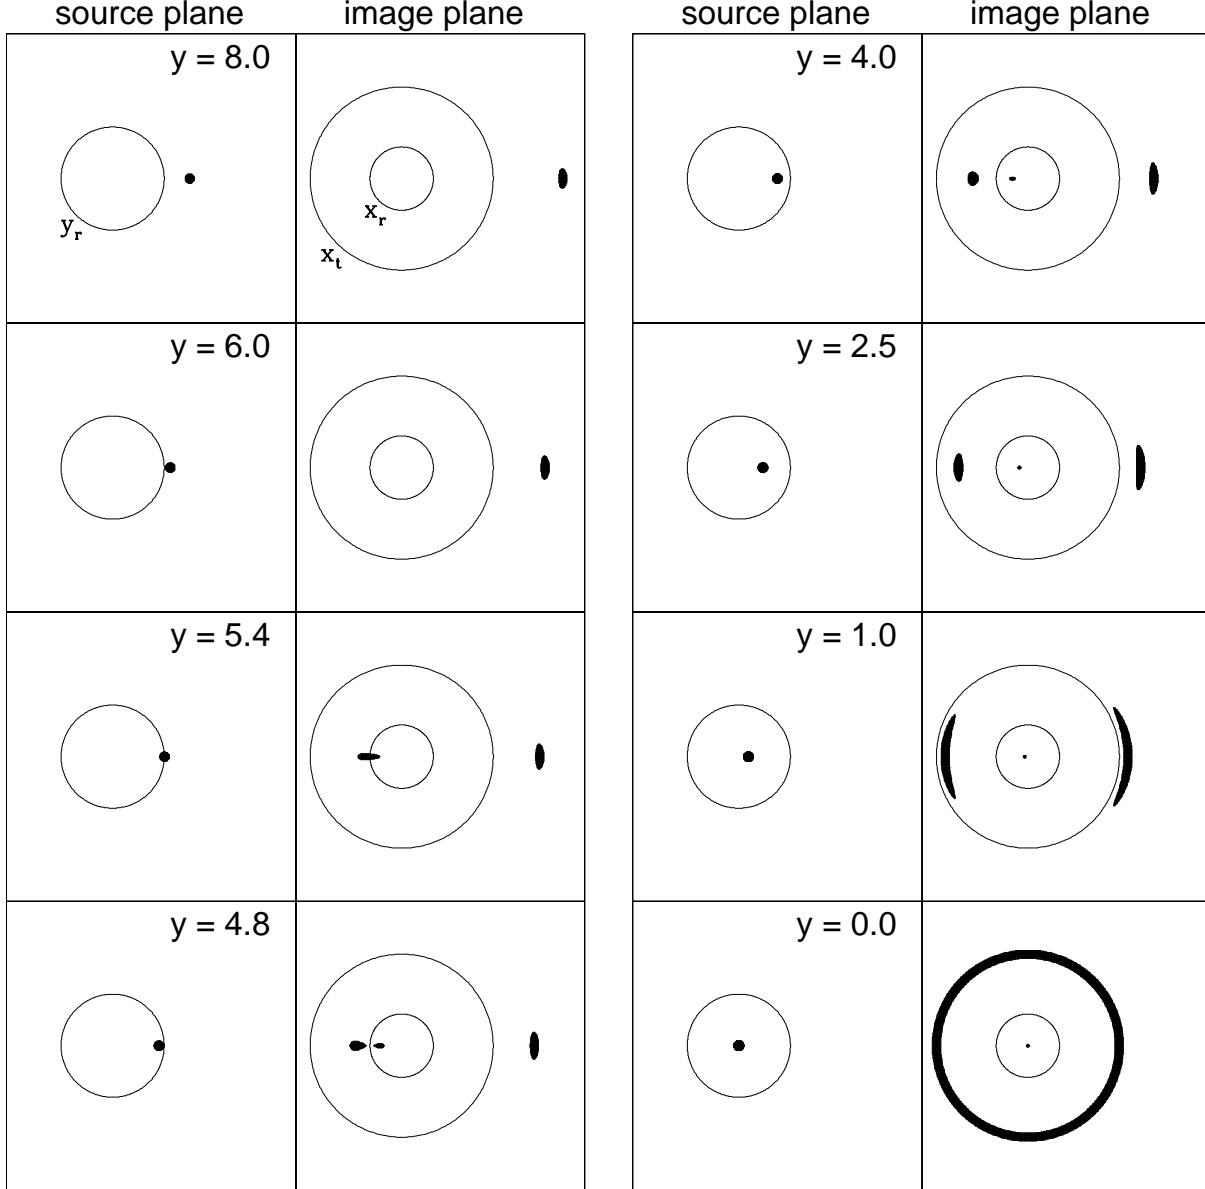 source plane image plane source plane image plane
y = 8.0
y = 4.0
y_r
x_r
x_t
y = 6.0
y = 2.5
y = 5.4
y = 1.0
y = 4.8
y = 0.0